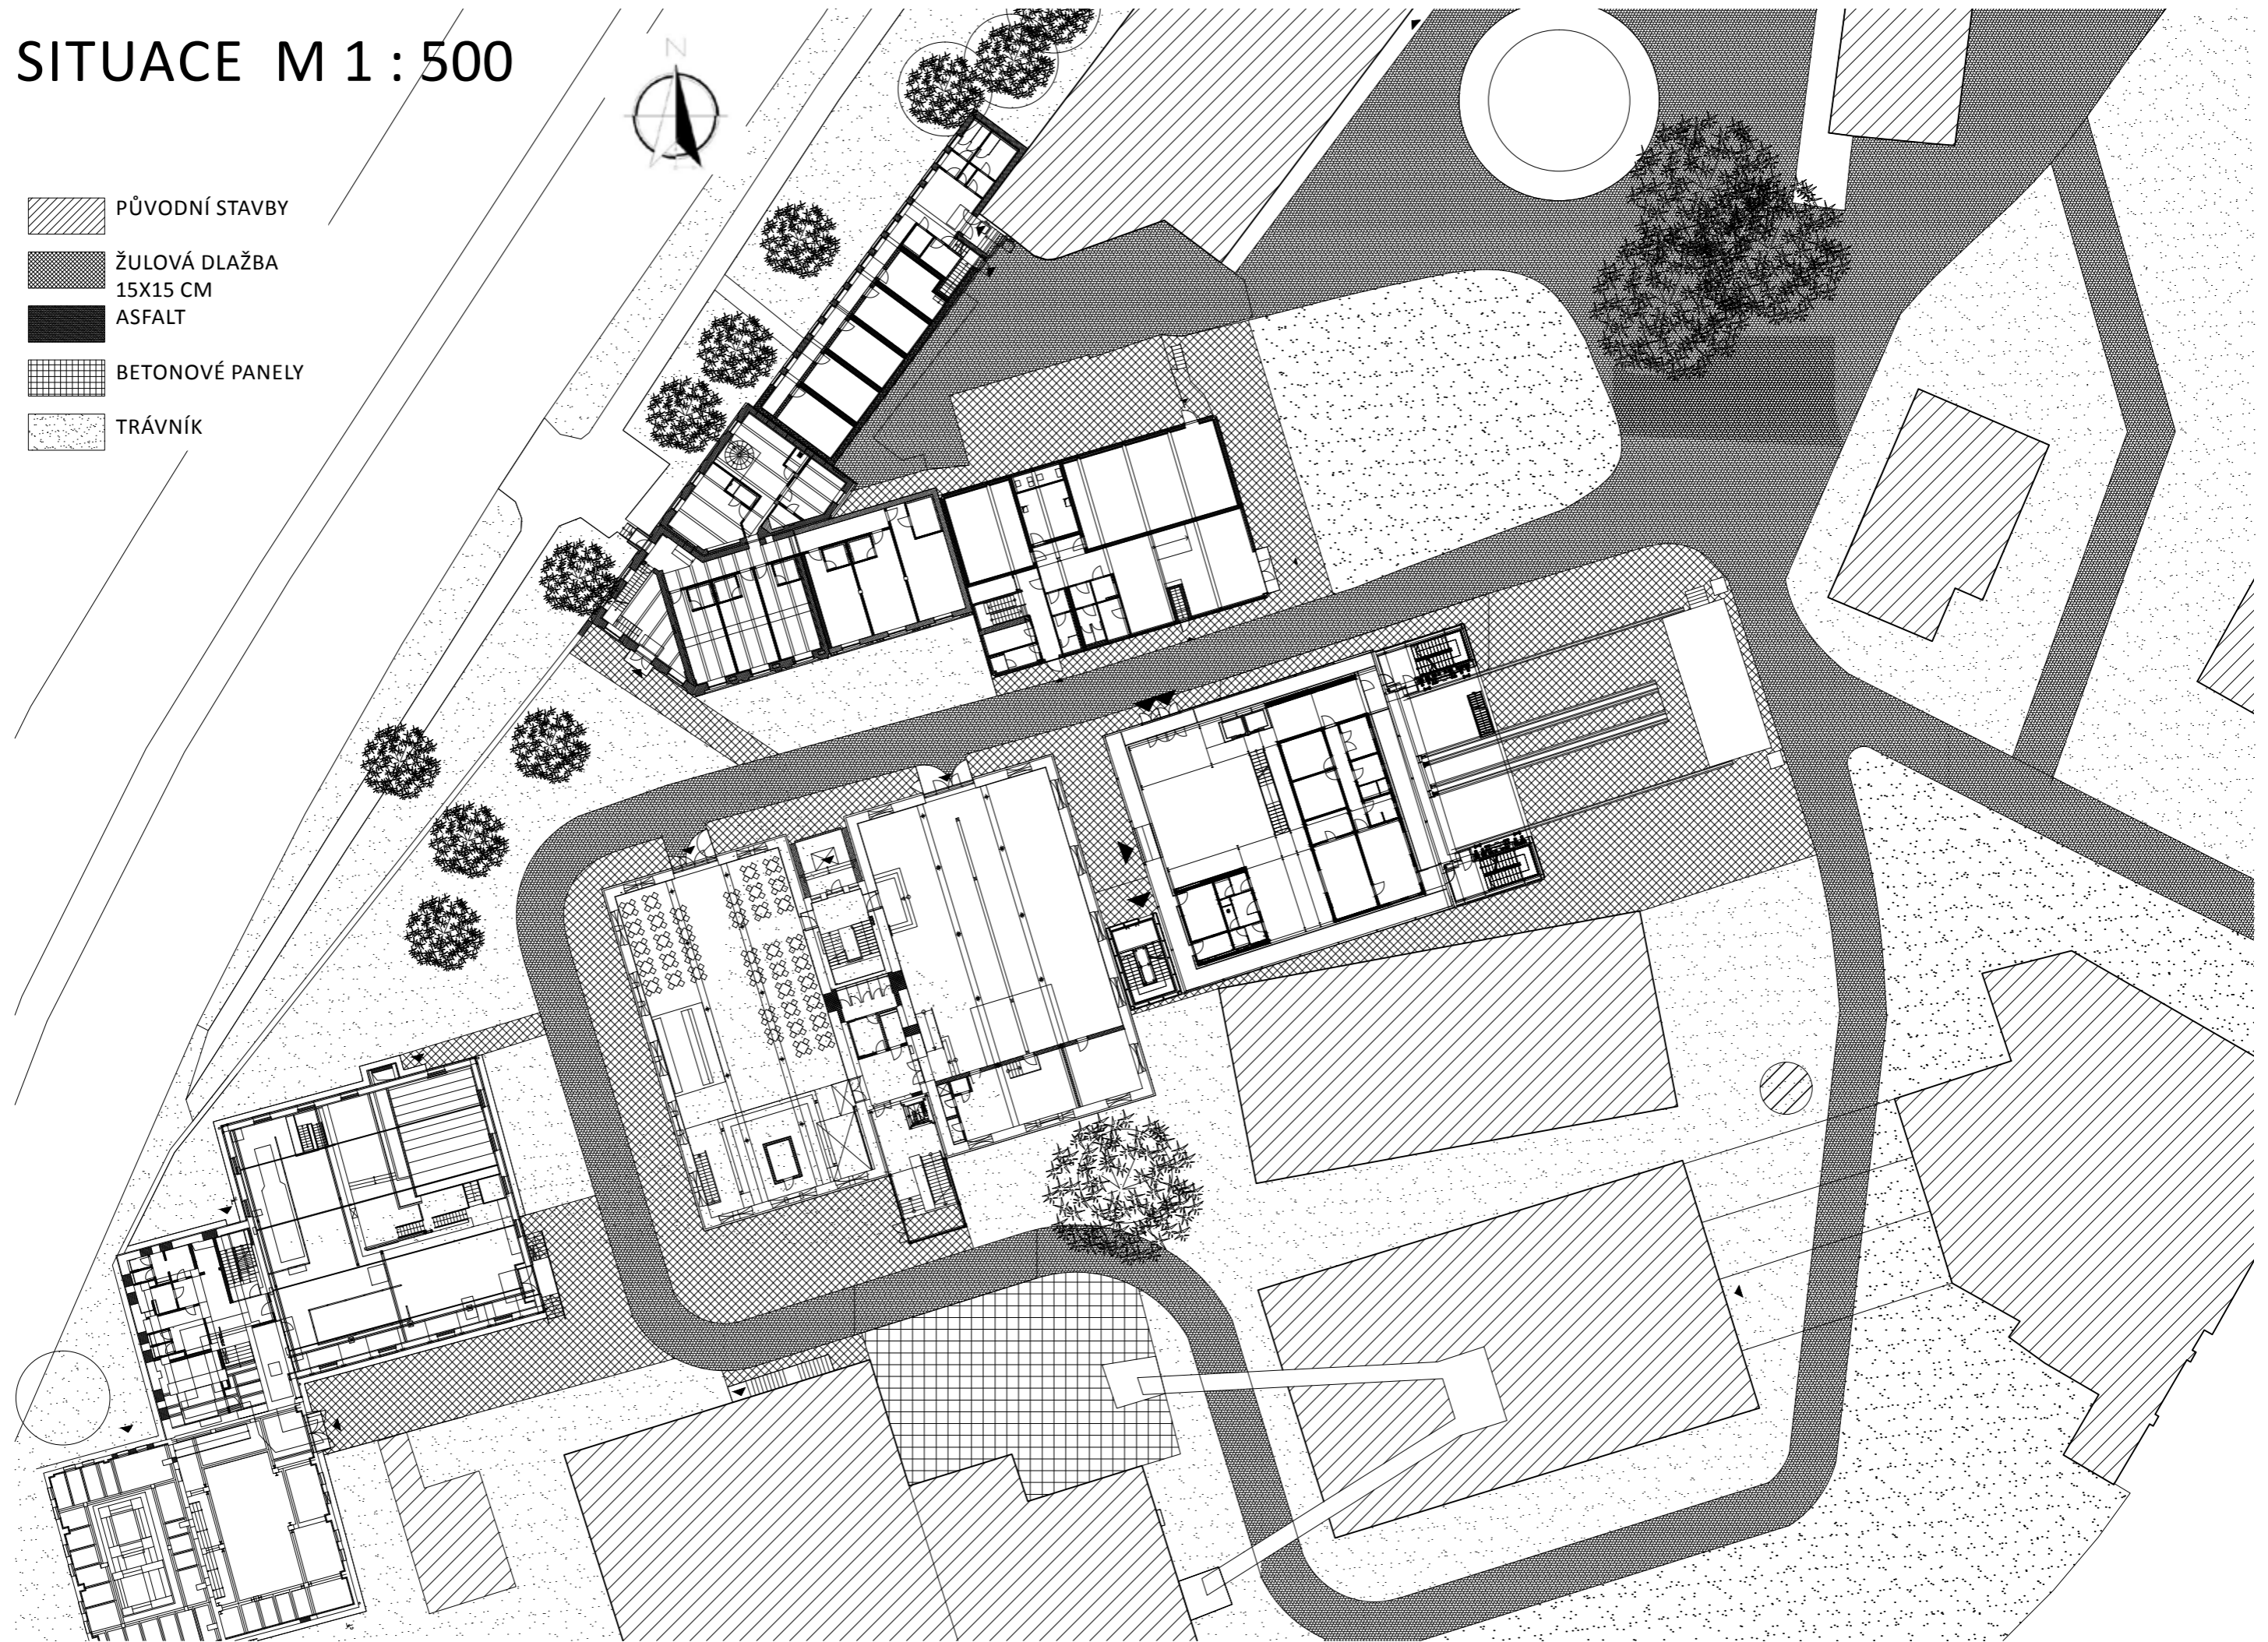 SITUACE M 1 : 500
N
PŮVODNÍ STAVBY
ŽULOVÁ DLAŽBA
15X15 CM
ASFALT
BETONOVÉ PANELY
TRÁVNÍK